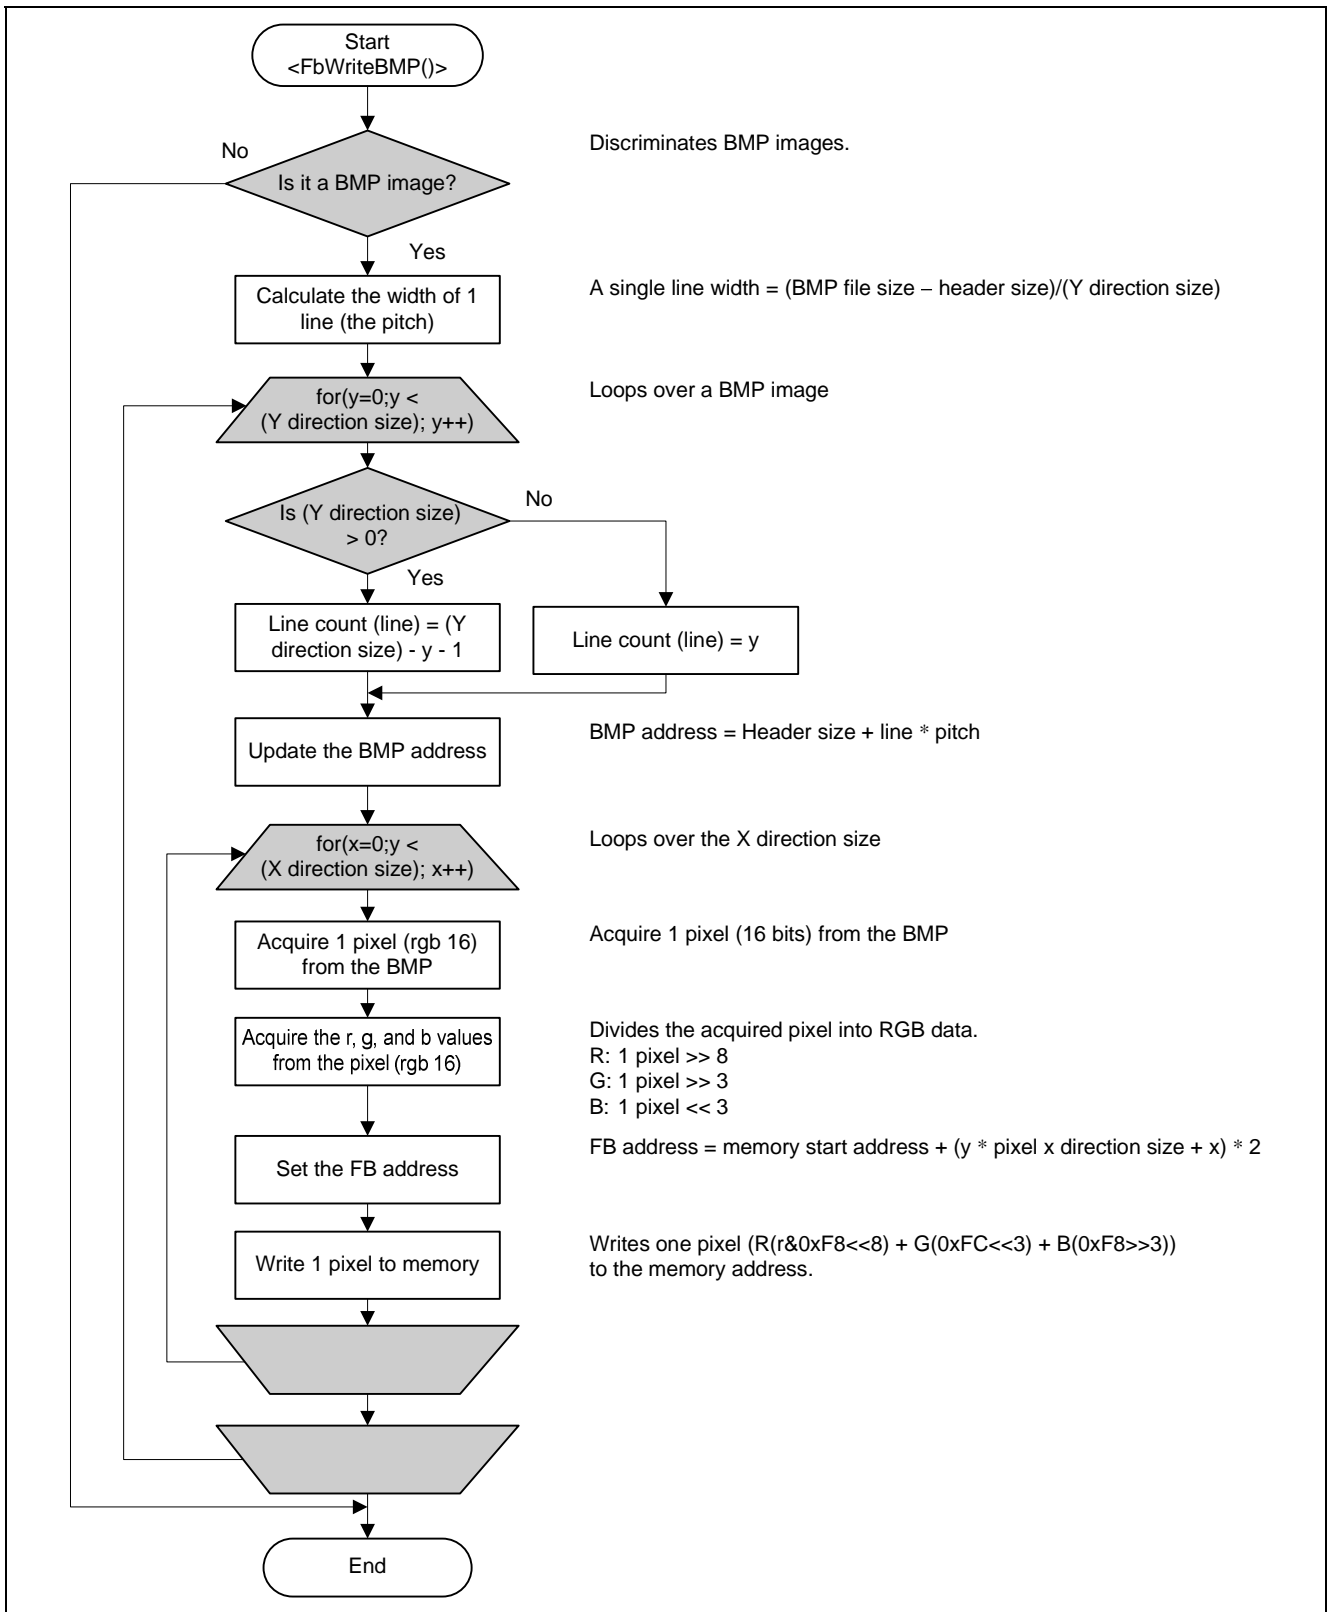 Start
<FbWriteBMP()>
No
Is it a BMP image?
Discriminates BMP images.
Yes
Calculate the width of 1
line (the pitch)
A single line width = (BMP file size – header size)/(Y direction size)
for(y=0;y <
(Y direction size); y++)
Loops over a BMP image
Is (Y direction size)
> 0?
No
Yes
Line count (line) = (Y
direction size) - y - 1
Line count (line) = y
Update the BMP address
BMP address = Header size + line * pitch
for(x=0;y <
(X direction size); x++)
Loops over the X direction size
Acquire 1 pixel (rgb 16)
from the BMP
Acquire 1 pixel (16 bits) from the BMP
Acquire the r, g, and b values
from the pixel (rgb 16)
Divides the acquired pixel into RGB data.
R: 1 pixel >> 8
G: 1 pixel >> 3
B: 1 pixel << 3
Set the FB address
FB address = memory start address + (y * pixel x direction size + x) * 2
Write 1 pixel to memory
Writes one pixel (R(r&0xF8<<8) + G(0xFC<<3) + B(0xF8>>3))
to the memory address.
End